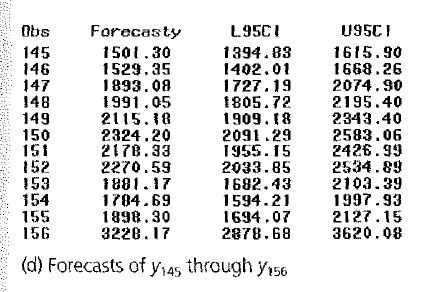 Obs Forecasty L95CI U95CI
145 1501.30 1394.83 1615.90
146 1529.35 1402.01 1668.26
147 1893.08 1727.19 2074.90
148 1991.05 1805.72 2195.40
149 2115.18 1909.18 2343.40
150 2324.20 2091.29 2583.06
151 2178.33 1955.15 2426.99
152 2270.59 2033.85 2534.89
153 1881.17 1682.43 2103.39
154 1784.69 1594.21 1997.93
155 1898.30 1694.07 2127.15
156 3228.17 2878.68 3620.08
(d) Forecasts of y145 through y156